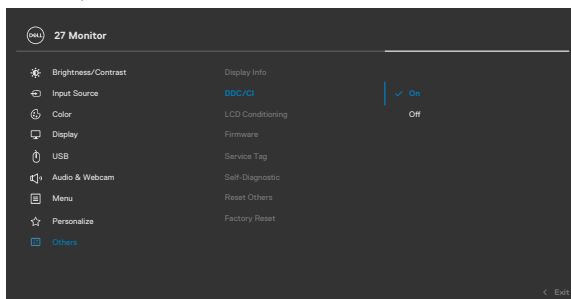 DELL 27 Monitor
Brightness/Contrast Display Info
Input Source DDC/CI On
Color LCD Conditioning Off
Display Firmware
USB Service Tag
Audio & Webcam Self-Diagnostic
Menu Reset Others
Personalize Factory Reset
Others
Exit